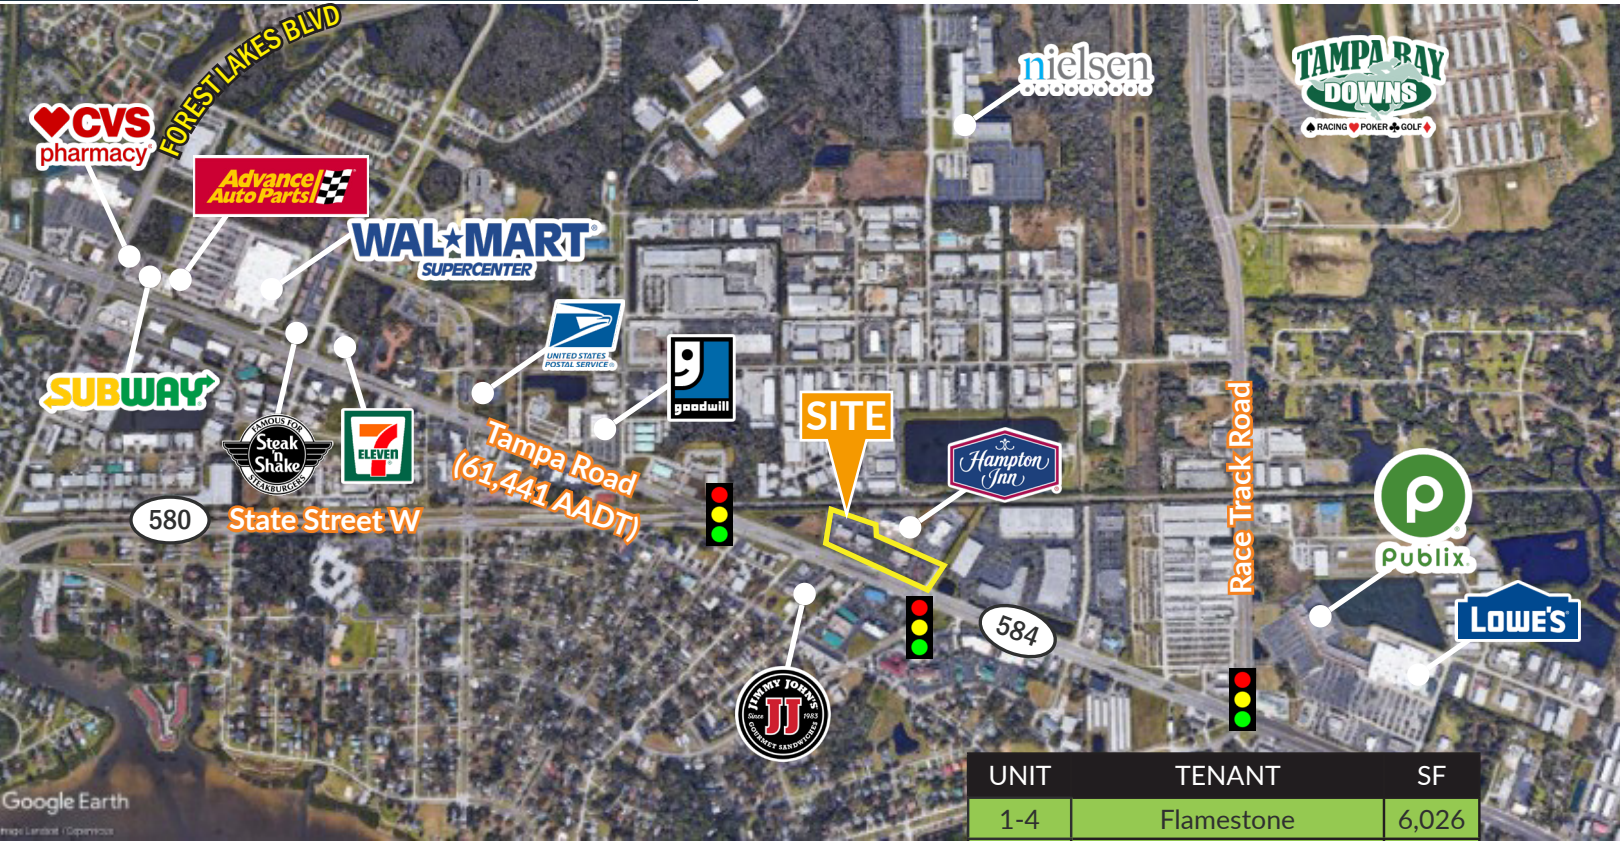 FOREST LAKES BLVD
CVS
pharmacy
Advance
Auto Parts
WAL★MART
SUPERCENTER
nielsen
TAMPA BAY
DOWNS
RACING POKER GOLF
UNITED STATES
POSTAL SERVICE®
goodwill
SUBWAY
FAMOUS FOR
Steak
'n
Shake
STEAKBURGERS
7
ELEVEN
SITE
Hampton
Inn
Tampa Road
(61,441 AADT)
580
State Street W
Race Track Road
Publix
LOWE'S
584
JIMMY JOHN'S
Since 1983
JJ
GOURMET SANDWICHES
Google Earth
UNIT TENANT SF
1-4 Flamestone 6,026